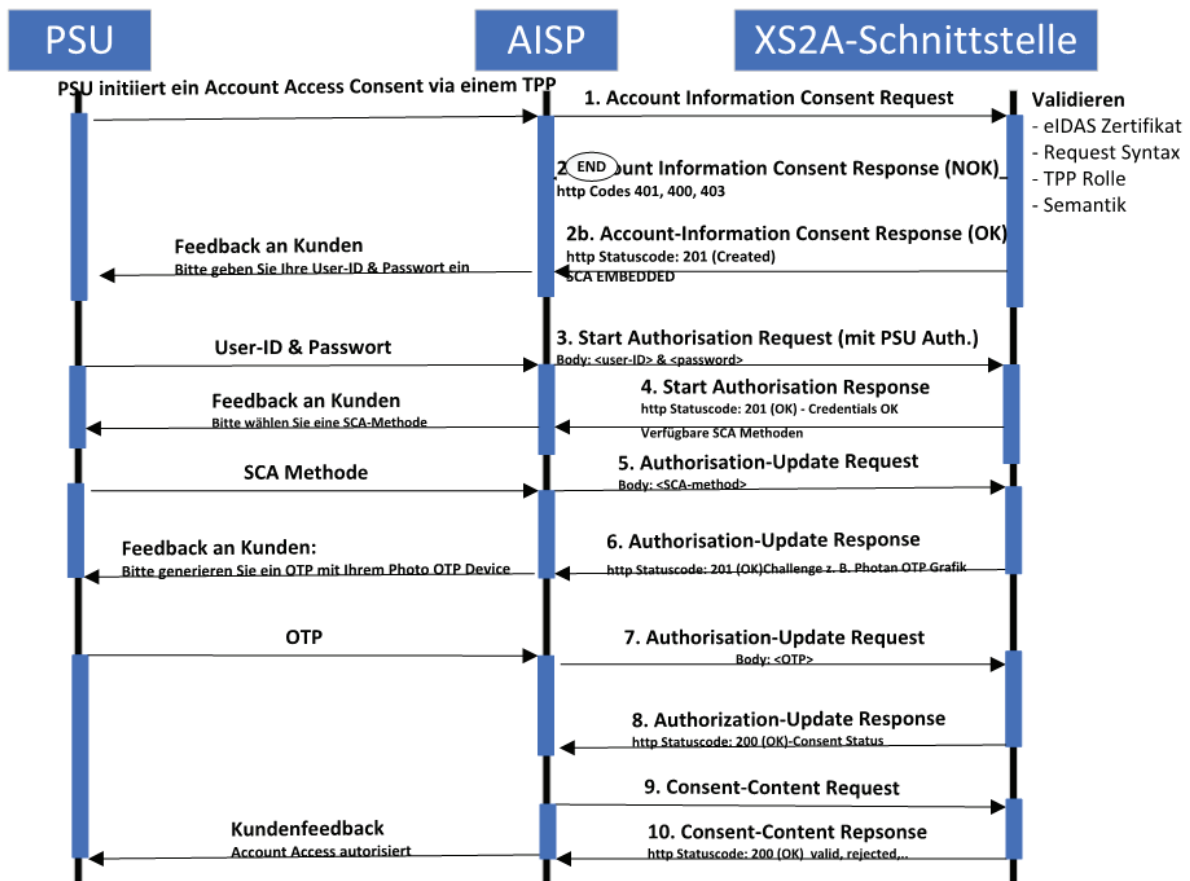 PSU
AISP
XS2A-Schnittstelle
PSU initiiert ein Account Access Consent via einem TPP
1. Account Information Consent Request
Validieren
- eIDAS Zertifikat
- Request Syntax
- TPP Rolle
- Semantik
END
2 ount Information Consent Response (NOK)
http Codes 401, 400, 403
2b. Account-Information Consent Response (OK)
http Statuscode: 201 (Created)
SCA EMBEDDED
Feedback an Kunden
Bitte geben Sie Ihre User-ID & Passwort ein
User-ID & Passwort
3. Start Authorisation Request (mit PSU Auth.)
Body: <user-ID> & <password>
4. Start Authorisation Response
http Statuscode: 201 (OK) - Credentials OK
Verfügbare SCA Methoden
Feedback an Kunden
Bitte wählen Sie eine SCA-Methode
SCA Methode
5. Authorisation-Update Request
Body: <SCA-method>
6. Authorisation-Update Response
http Statuscode: 201 (OK)Challenge z. B. Photan OTP Grafik
Feedback an Kunden:
Bitte generieren Sie ein OTP mit Ihrem Photo OTP Device
OTP
7. Authorisation-Update Request
Body: <OTP>
8. Authorization-Update Response
http Statuscode: 200 (OK)-Consent Status
9. Consent-Content Request
10. Consent-Content Repsonse
http Statuscode: 200 (OK) valid, rejected,..
Kundenfeedback
Account Access autorisiert